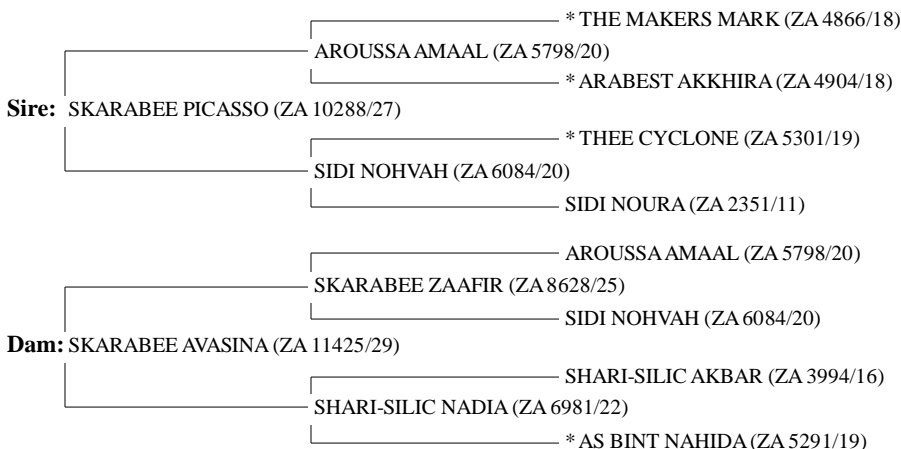 * THE MAKERS MARK (ZA 4866/18)
AROUSSA AMAAL (ZA 5798/20)
* ARABEST AKKHIRA (ZA 4904/18)
Sire: SKARABEE PICASSO (ZA 10288/27)
* THEE CYCLONE (ZA 5301/19)
SIDI NOHVAH (ZA 6084/20)
SIDI NOURA (ZA 2351/11)
AROUSSA AMAAL (ZA 5798/20)
SKARABEE ZAAFIR (ZA 8628/25)
SIDI NOHVAH (ZA 6084/20)
Dam: SKARABEE AVASINA (ZA 11425/29)
SHARI-SILIC AKBAR (ZA 3994/16)
SHARI-SILIC NADIA (ZA 6981/22)
* AS BINT NAHIDA (ZA 5291/19)